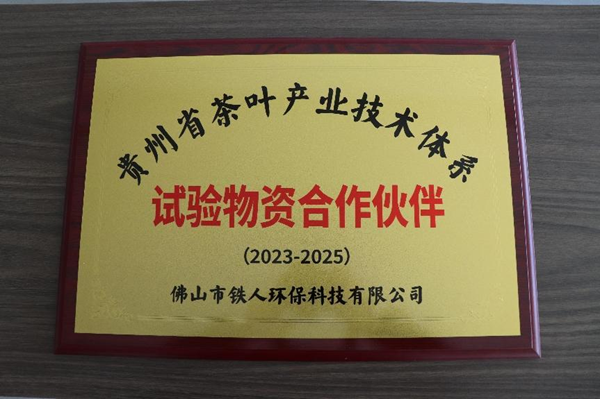 贵州省茶叶产业技术体系
试验物资合作伙伴
（2023-2025）
佛山市铁人环保科技有限公司